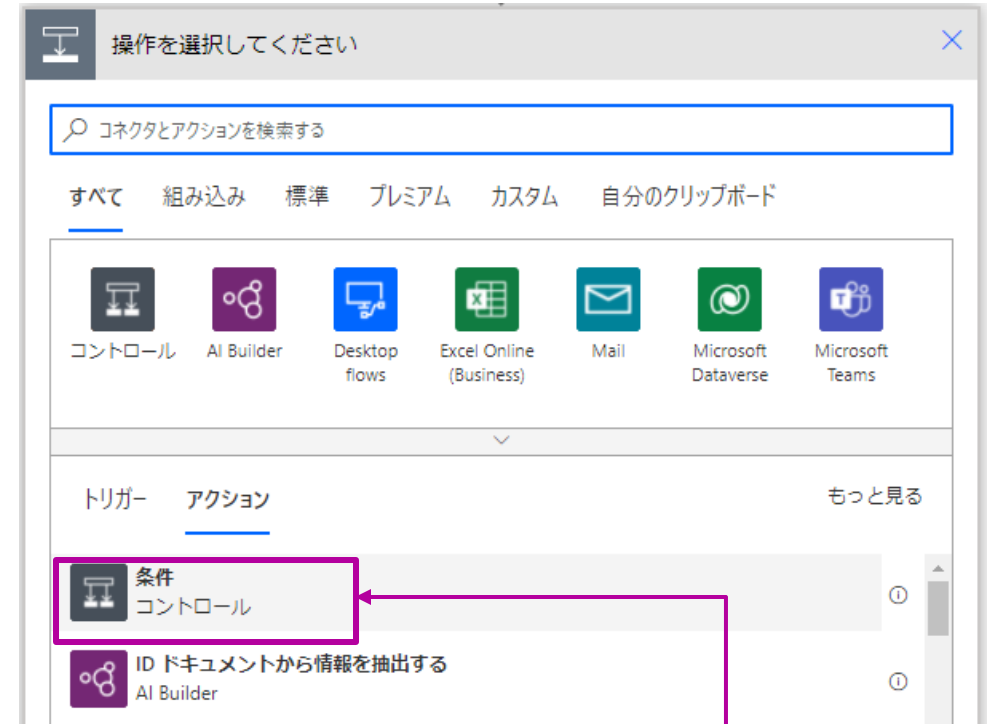 操作を選択してください
コネクタとアクションを検索する
すべて 組み込み 標準 プレミアム カスタム 自分のクリップボード
コントロール AI Builder Desktop flows Excel Online (Business) Mail Microsoft Dataverse Microsoft Teams
トリガー アクション もっと見る
条件
コントロール
ID ドキュメントから情報を抽出する
AI Builder